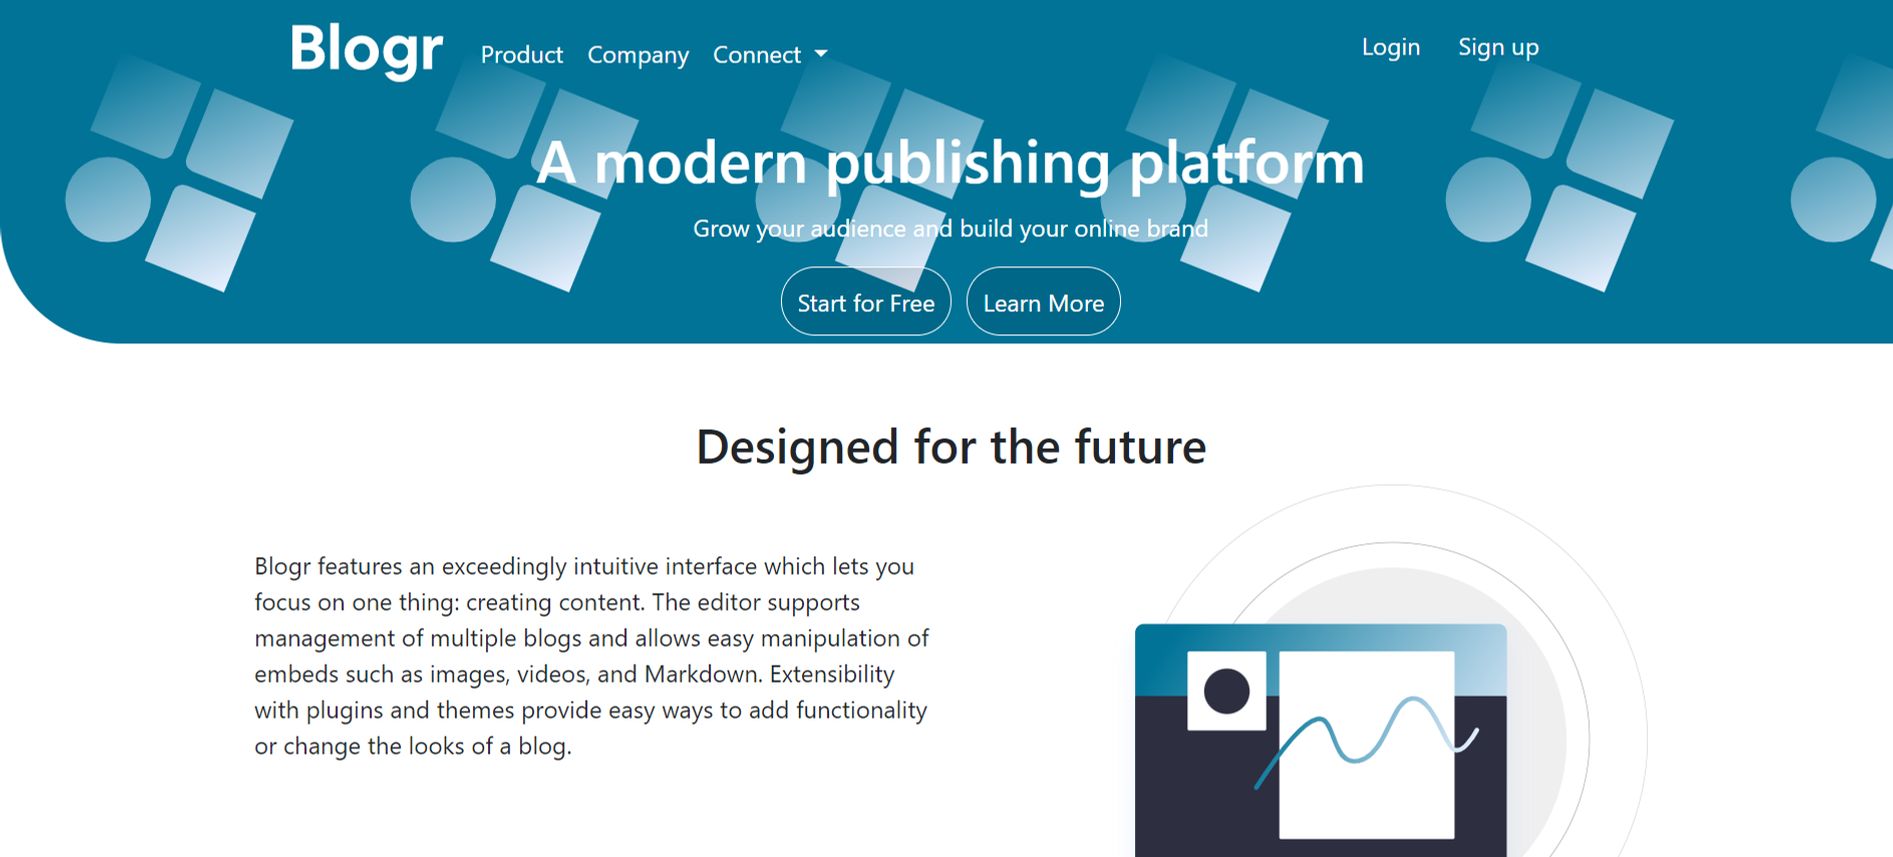 Blogr Product Company Connect Login Sign up
A modern publishing platform
Grow your audience and build your online brand
Start for Free Learn More
Designed for the future
Blogr features an exceedingly intuitive interface which lets you
focus on one thing: creating content. The editor supports
management of multiple blogs and allows easy manipulation of
embeds such as images, videos, and Markdown. Extensibility
with plugins and themes provide easy ways to add functionality
or change the looks of a blog.